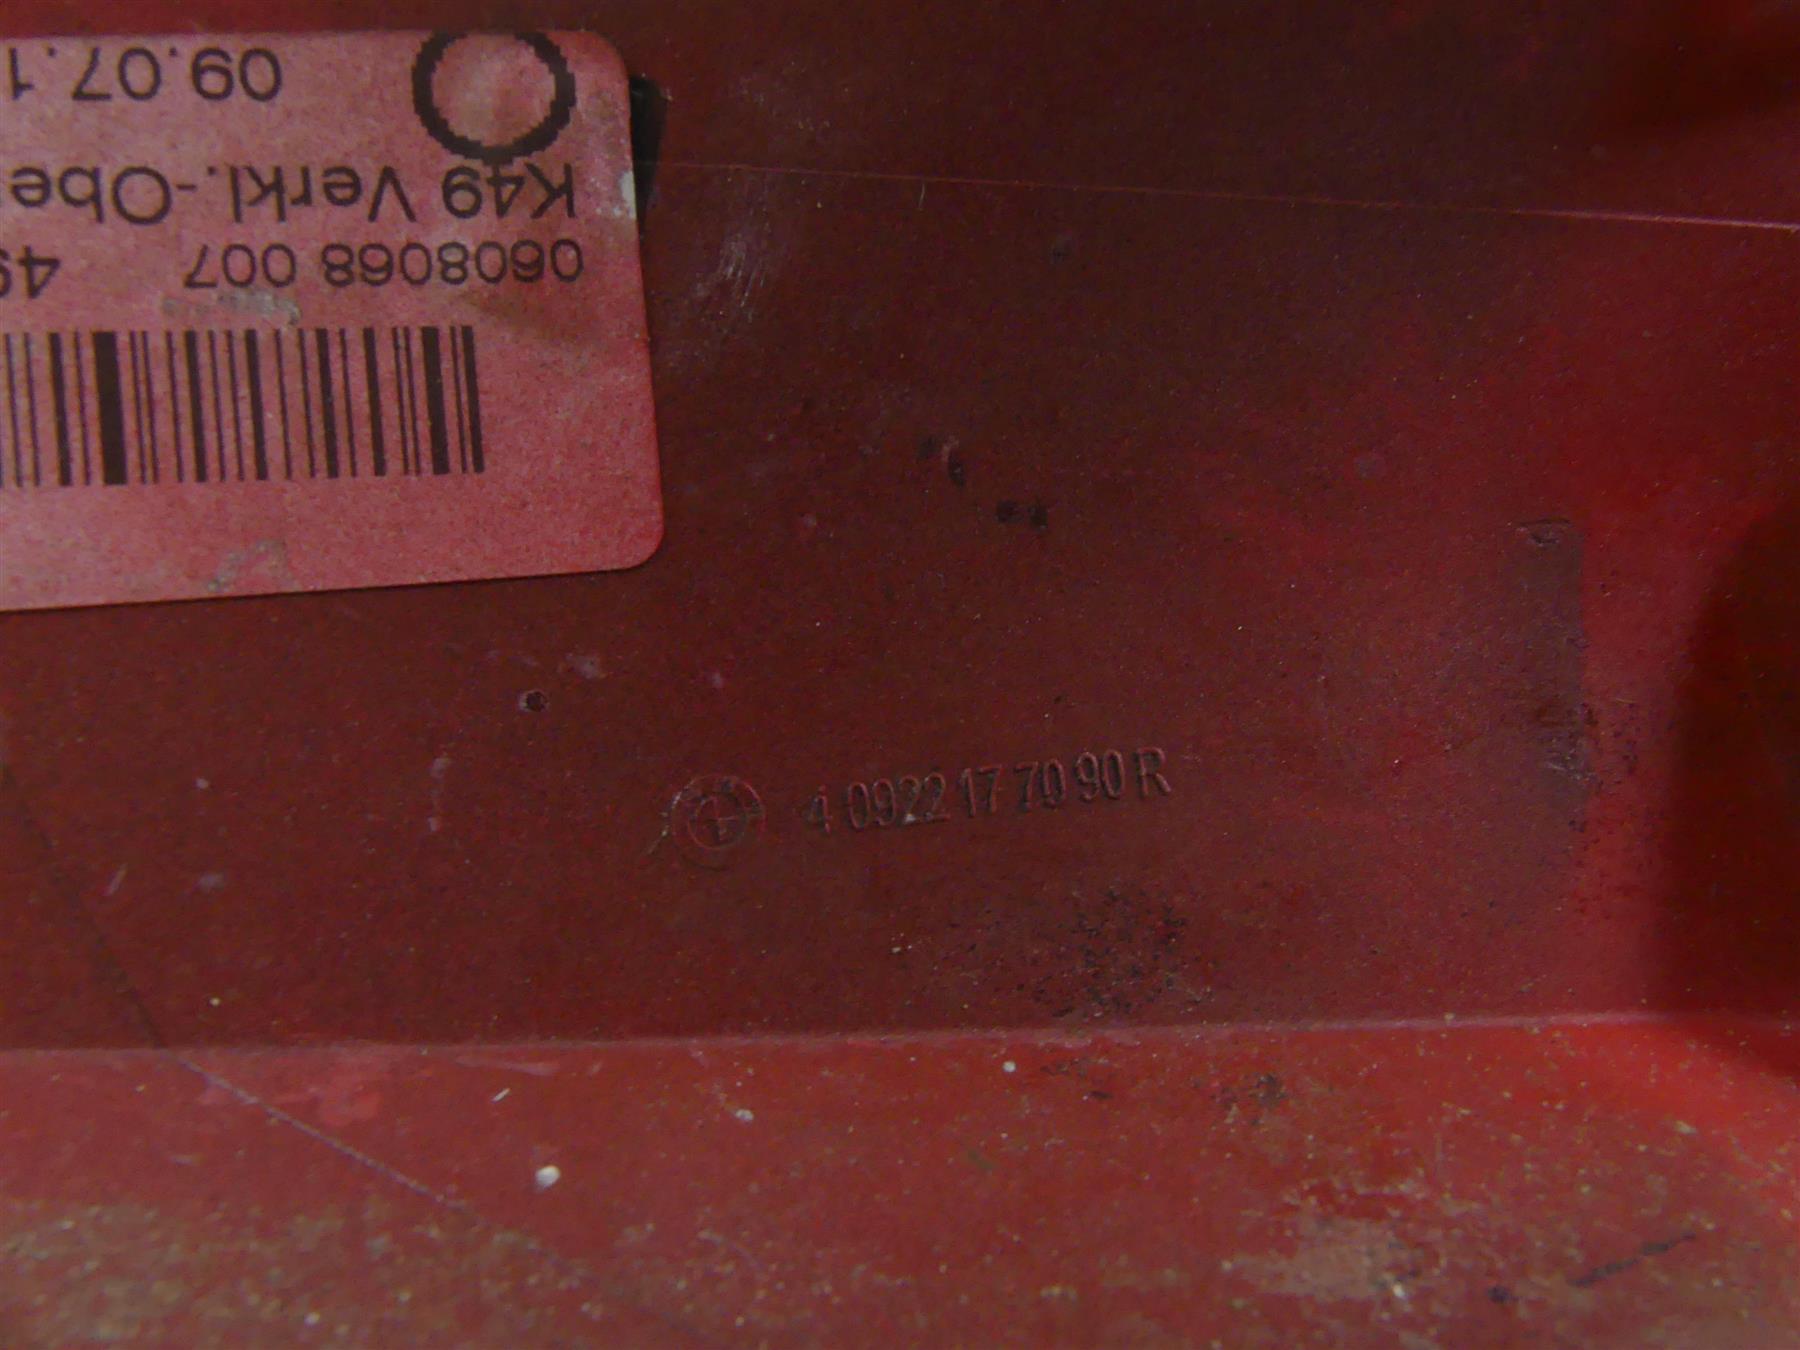 0608068 007 49
K49 Verkl.-Obe
09.07.1
4 0922 17 70 90 R